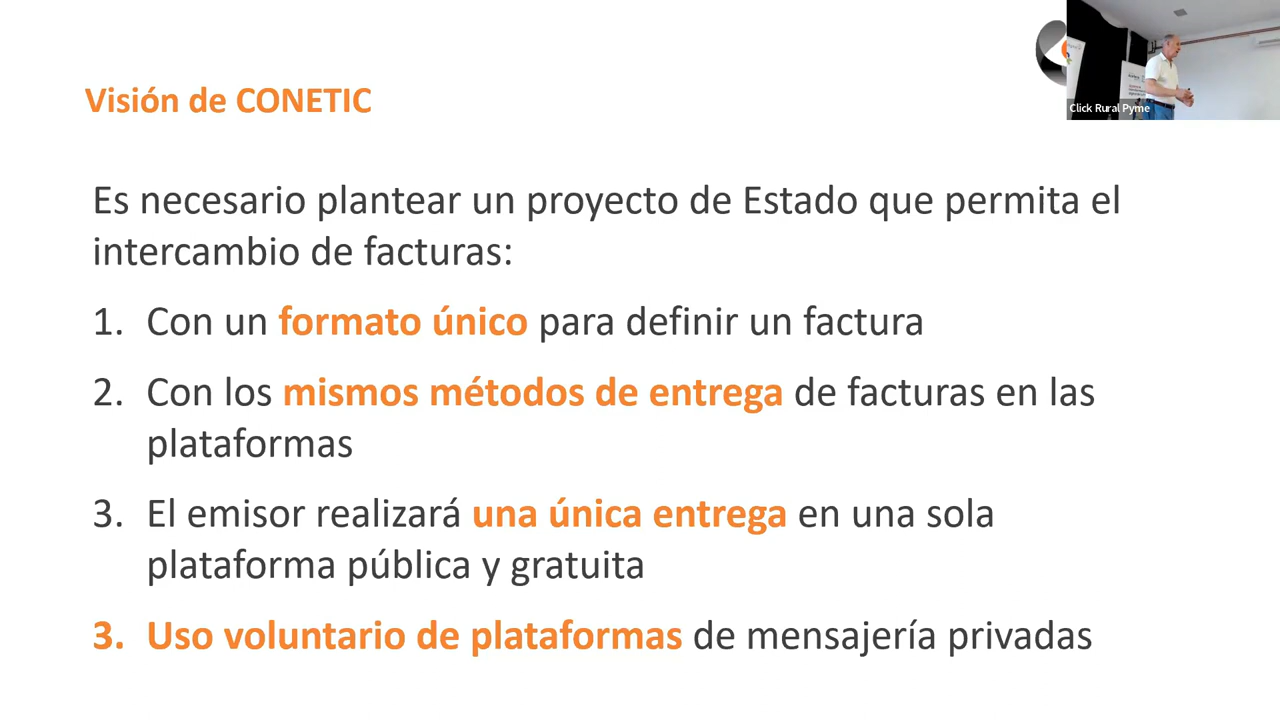 Visión de CONETIC
Click Rural Pyme
Es necesario plantear un proyecto de Estado que permita el
intercambio de facturas:
1. Con un formato único para definir un factura
2. Con los mismos métodos de entrega de facturas en las
plataformas
3. El emisor realizará una única entrega en una sola
plataforma pública y gratuita
3. Uso voluntario de plataformas de mensajería privadas